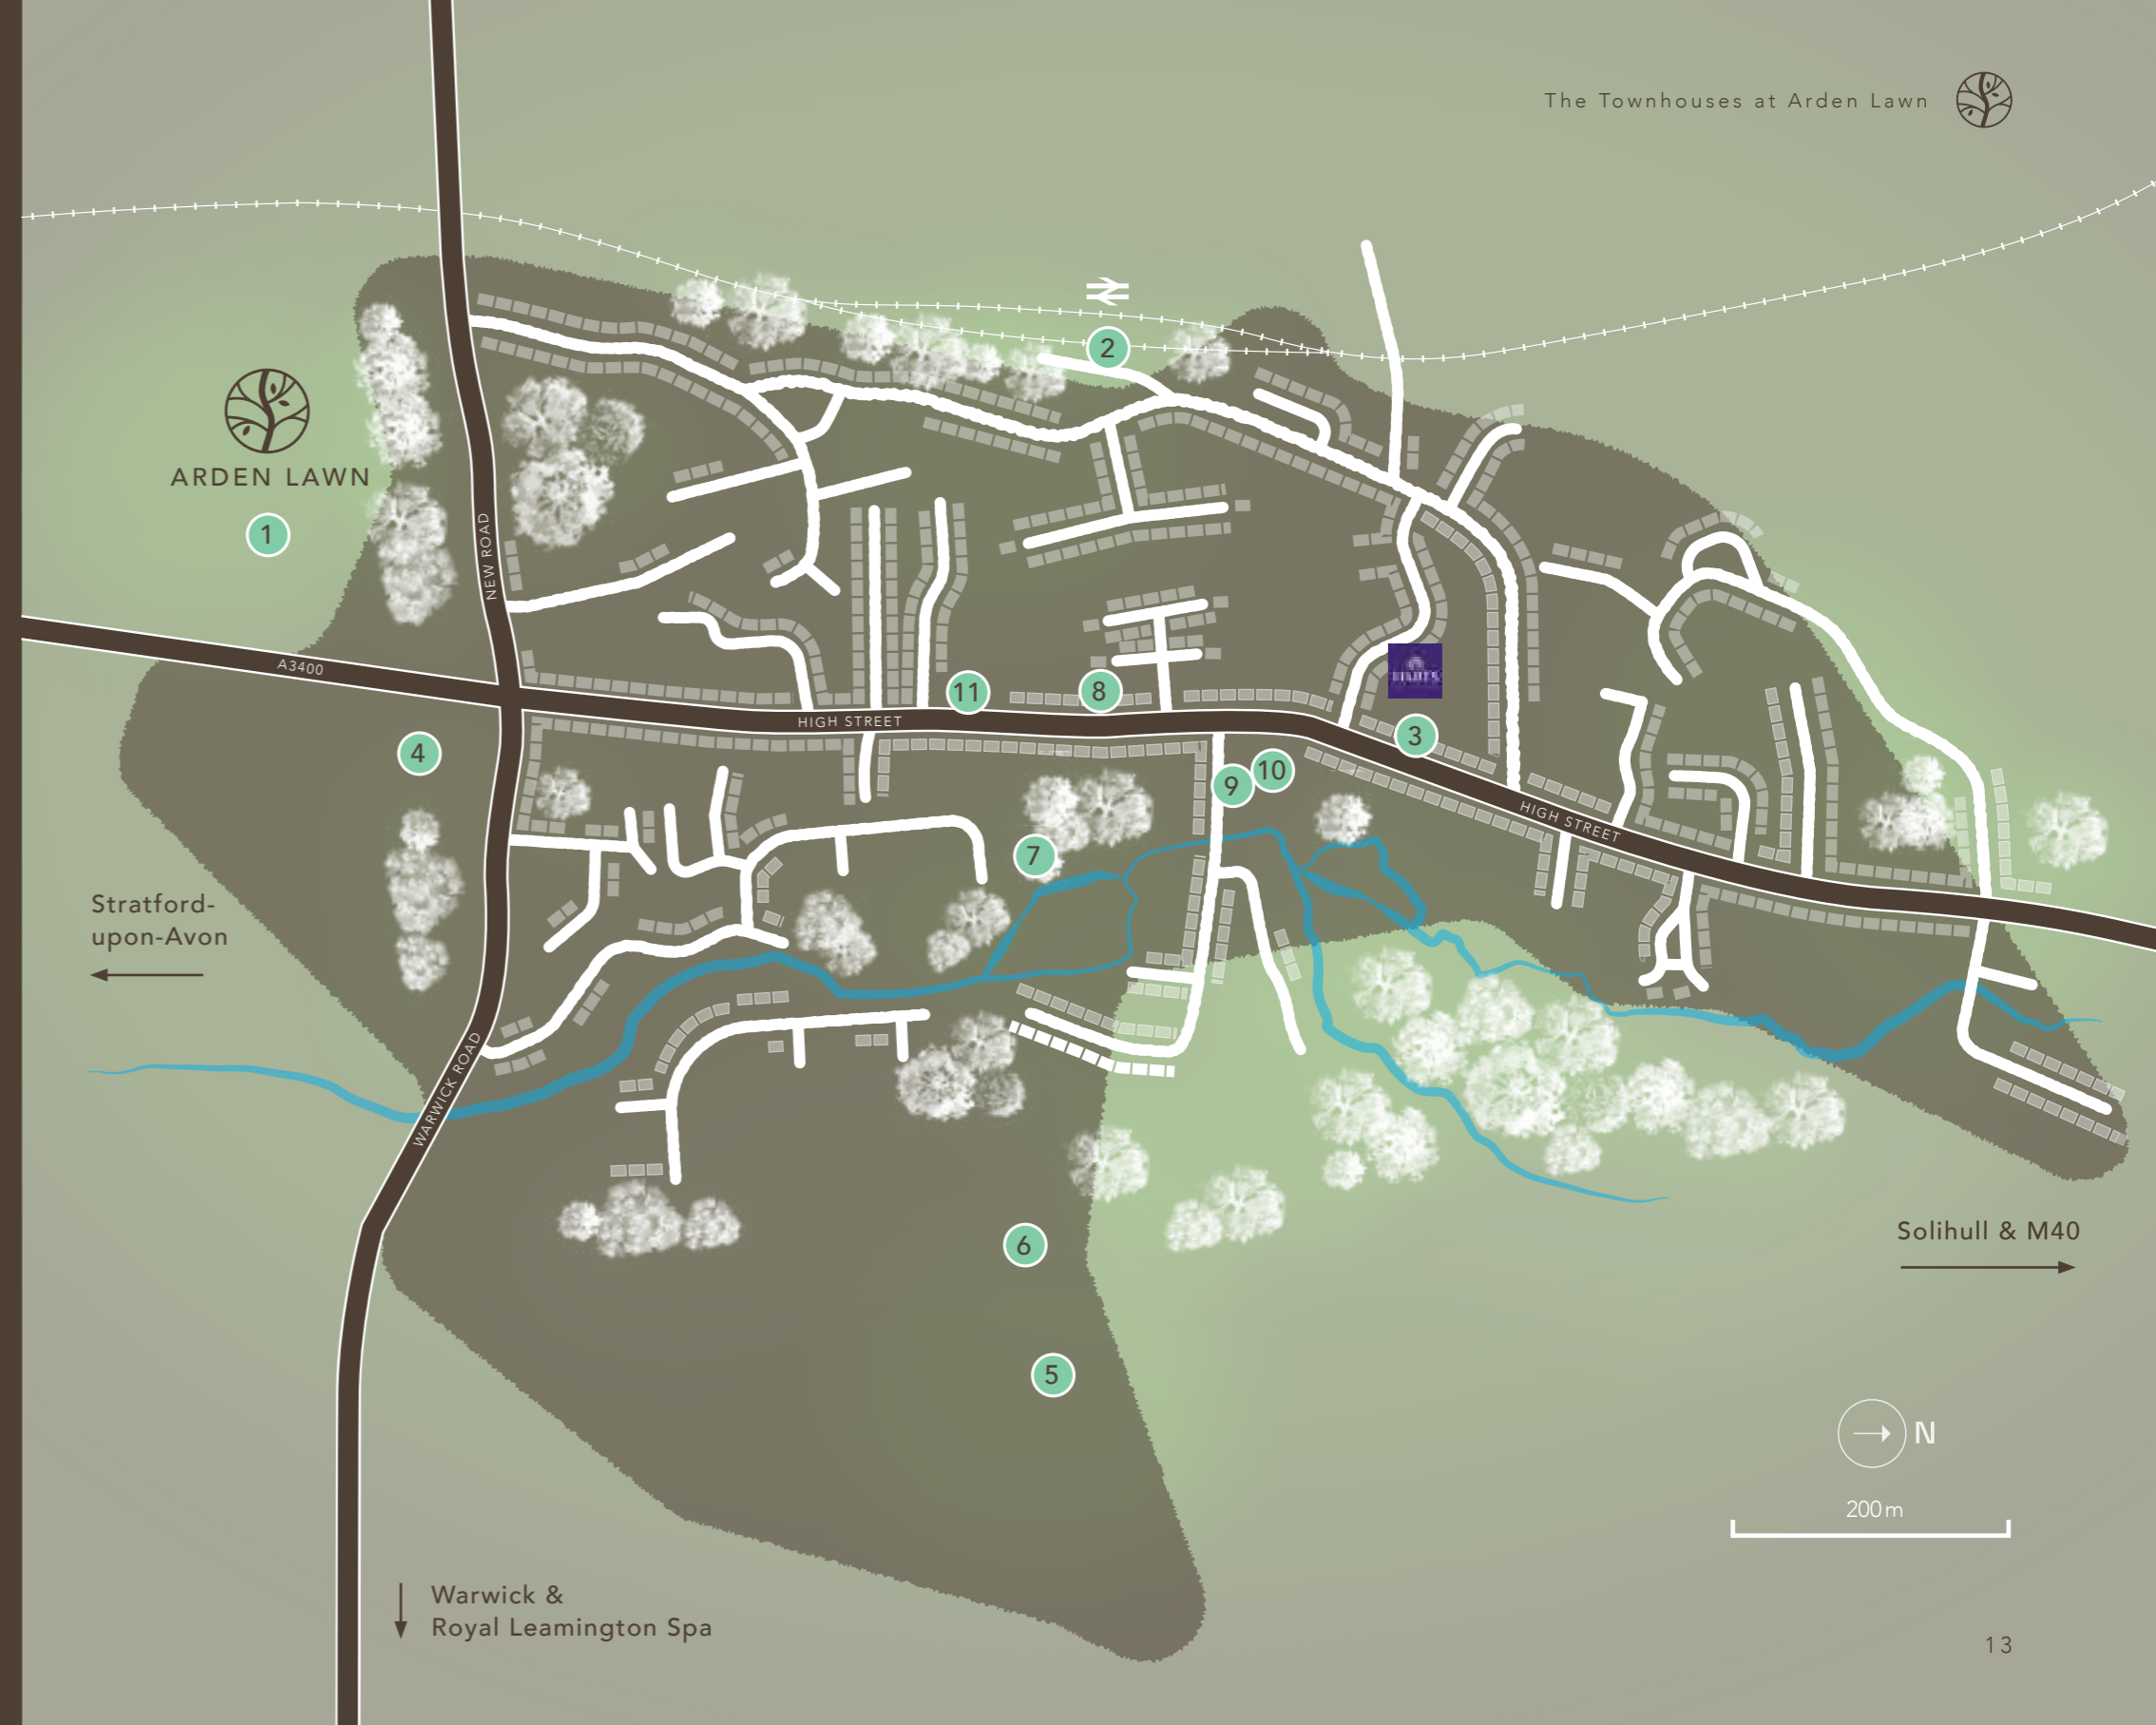 The Townhouses at Arden Lawn
2
ARDEN LAWN
1
NEW ROAD
A3400
11
8
HIGH STREET
3
4
9
10
HIGH STREET
7
Stratford-
upon-Avon
WARWICK ROAD
6
Solihull & M40
5
N
200m
Warwick &
Royal Leamington Spa
13